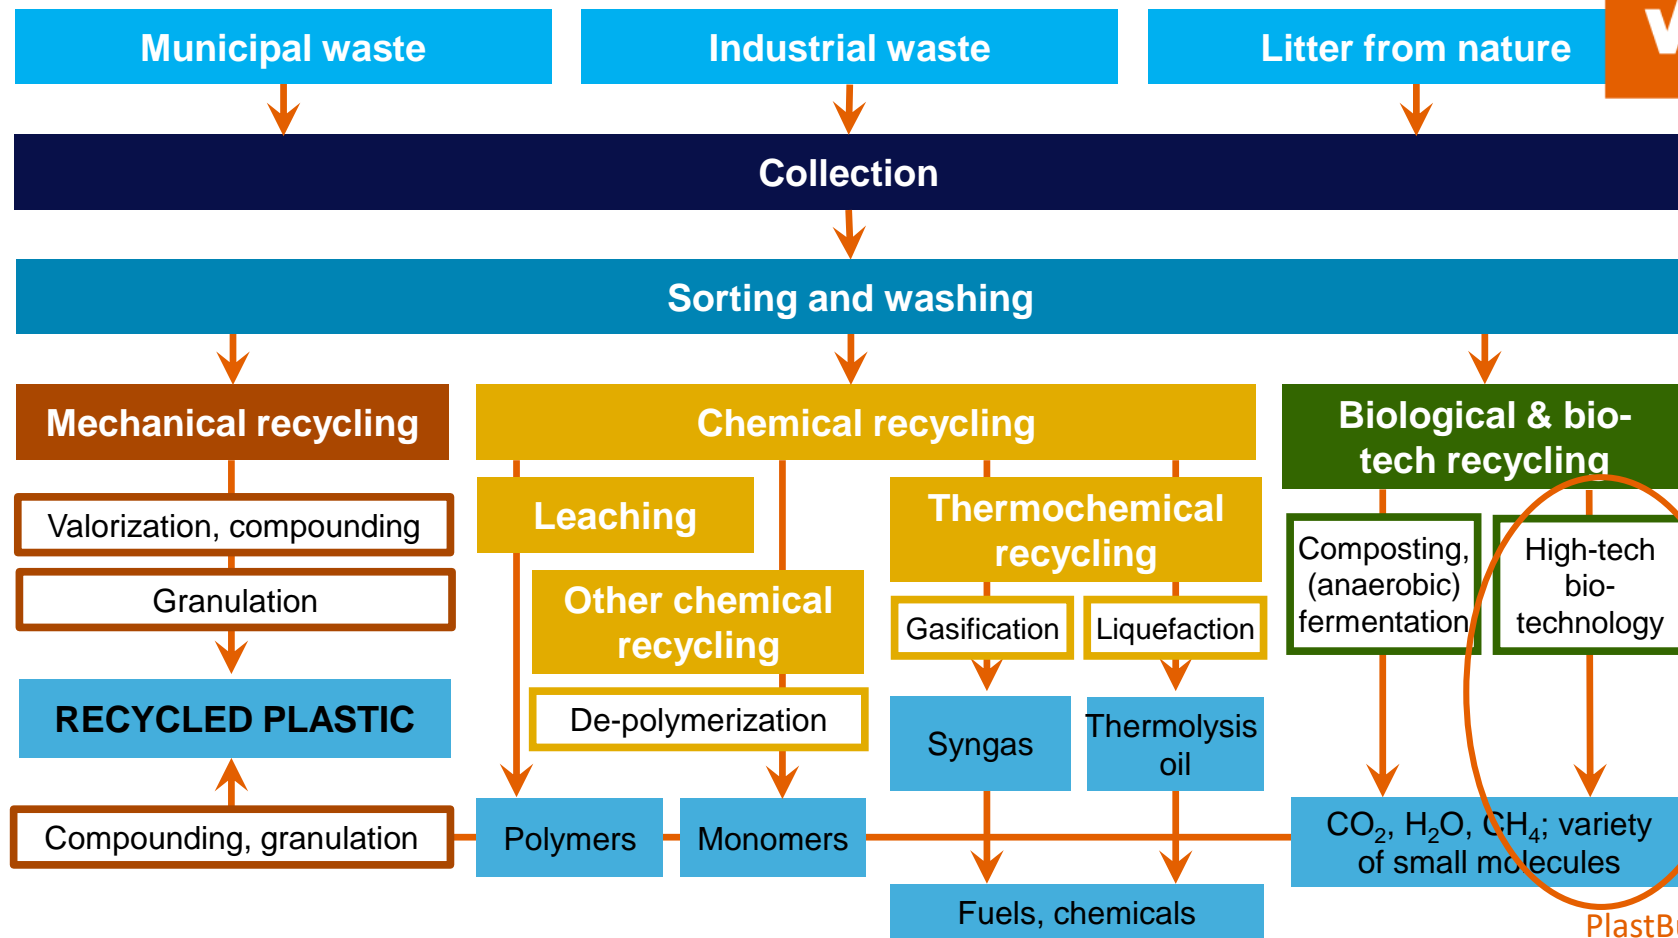 Municipal waste
Industrial waste
Litter from nature
Collection
Sorting and washing
Mechanical recycling
Chemical recycling
Biological & bio-
tech recycling
Valorization, compounding
Granulation
RECYCLED PLASTIC
Compounding, granulation
Leaching
Other chemical
recycling
De-polymerization
Polymers
Monomers
Thermochemical
recycling
Gasification
Liquefaction
Syngas
Thermolysis
oil
Fuels, chemicals
Composting,
(anaerobic)
fermentation
High-tech
bio-
technology
CO₂, H₂O, CH₄; variety
of small molecules